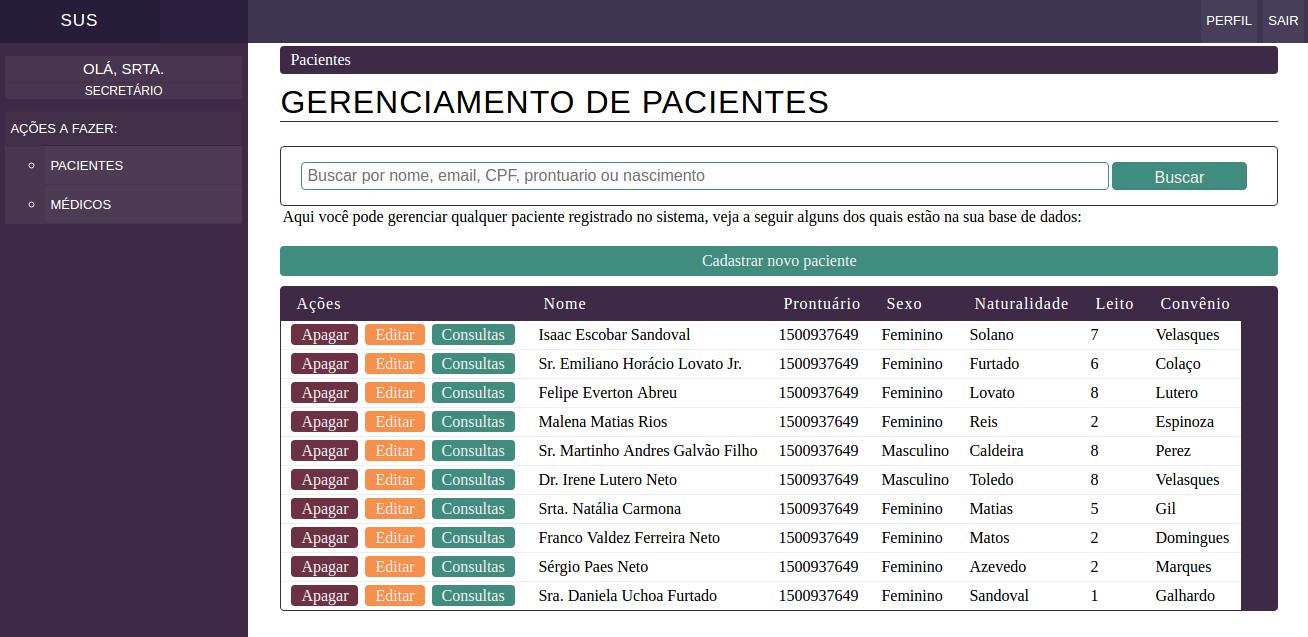 SUS
PERFIL SAIR
OLÁ, SRTA.
SECRETÁRIO
AÇÕES A FAZER:
PACIENTES
MÉDICOS
Pacientes
GERENCIAMENTO DE PACIENTES
Buscar por nome, email, CPF, prontuario ou nascimento Buscar
Aqui você pode gerenciar qualquer paciente registrado no sistema, veja a seguir alguns dos quais estão na sua base de dados:
Cadastrar novo paciente
Ações Nome Prontuário Sexo Naturalidade Leito Convênio
Apagar Editar Consultas Isaac Escobar Sandoval 1500937649 Feminino Solano 7 Velasques
Apagar Editar Consultas Sr. Emiliano Horácio Lovato Jr. 1500937649 Feminino Furtado 6 Colaço
Apagar Editar Consultas Felipe Everton Abreu 1500937649 Feminino Lovato 8 Lutero
Apagar Editar Consultas Malena Matias Rios 1500937649 Feminino Reis 2 Espinoza
Apagar Editar Consultas Sr. Martinho Andres Galvão Filho 1500937649 Masculino Caldeira 8 Perez
Apagar Editar Consultas Dr. Irene Lutero Neto 1500937649 Masculino Toledo 8 Velasques
Apagar Editar Consultas Srta. Natália Carmona 1500937649 Feminino Matias 5 Gil
Apagar Editar Consultas Franco Valdez Ferreira Neto 1500937649 Feminino Matos 2 Domingues
Apagar Editar Consultas Sérgio Paes Neto 1500937649 Feminino Azevedo 2 Marques
Apagar Editar Consultas Sra. Daniela Uchoa Furtado 1500937649 Feminino Sandoval 1 Galhardo